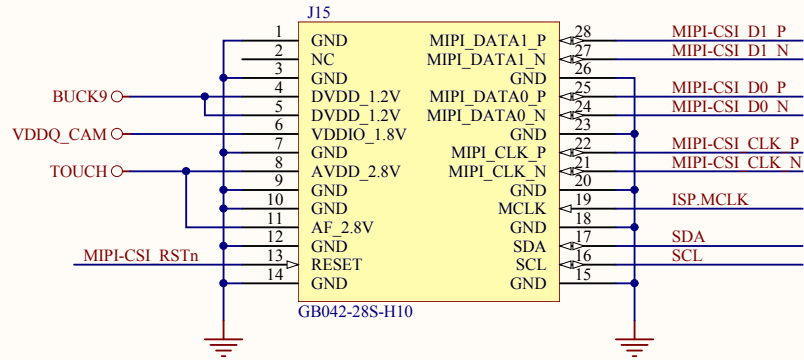 J15
1 GND MIPI_DATA1_P 28 MIPI-CSI_D1_P
2 NC MIPI_DATA1_N 27 MIPI-CSI_D1_N
3 GND GND 26
BUCK9 4 DVDD_1.2V MIPI_DATA0_P 25 MIPI-CSI_D0_P
5 DVDD_1.2V MIPI_DATA0_N 24 MIPI-CSI_D0_N
VDDQ_CAM 6 VDDIO_1.8V GND 23
7 GND MIPI_CLK_P 22 MIPI-CSI_CLK_P
TOUCH 8 AVDD_2.8V MIPI_CLK_N 21 MIPI-CSI_CLK_N
9 GND GND 20
10 GND MCLK 19 ISP.MCLK
11 AF_2.8V GND 18
12 GND SDA 17 SDA
MIPI-CSI_RSTn 13 RESET SCL 16 SCL
14 GND GND 15
GB042-28S-H10